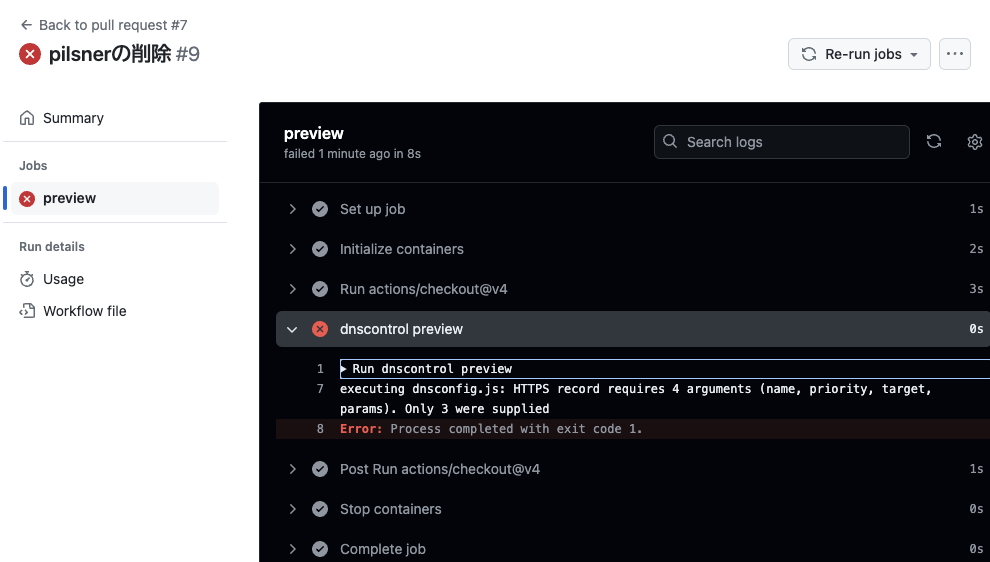 ← Back to pull request #7
pilsnerの削除 #9
Re-run jobs
Summary
Jobs
preview
Run details
Usage
Workflow file
preview
failed 1 minute ago in 8s
Search logs
Set up job 1s
Initialize containers 2s
Run actions/checkout@v4 3s
dnscontrol preview 0s
1 ▶ Run dnscontrol preview
7 executing dnsconfig.js: HTTPS record requires 4 arguments (name, priority, target,
params). Only 3 were supplied
8 Error: Process completed with exit code 1.
Post Run actions/checkout@v4 1s
Stop containers 0s
Complete job 0s